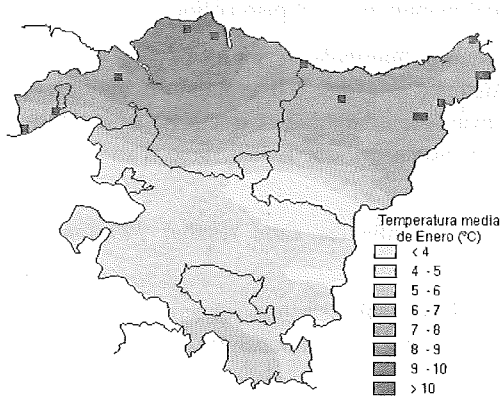 Temperatura media
de Enero (ºC)
< 4
4 - 5
5 - 6
6 - 7
7 - 8
8 - 9
9 - 10
> 10